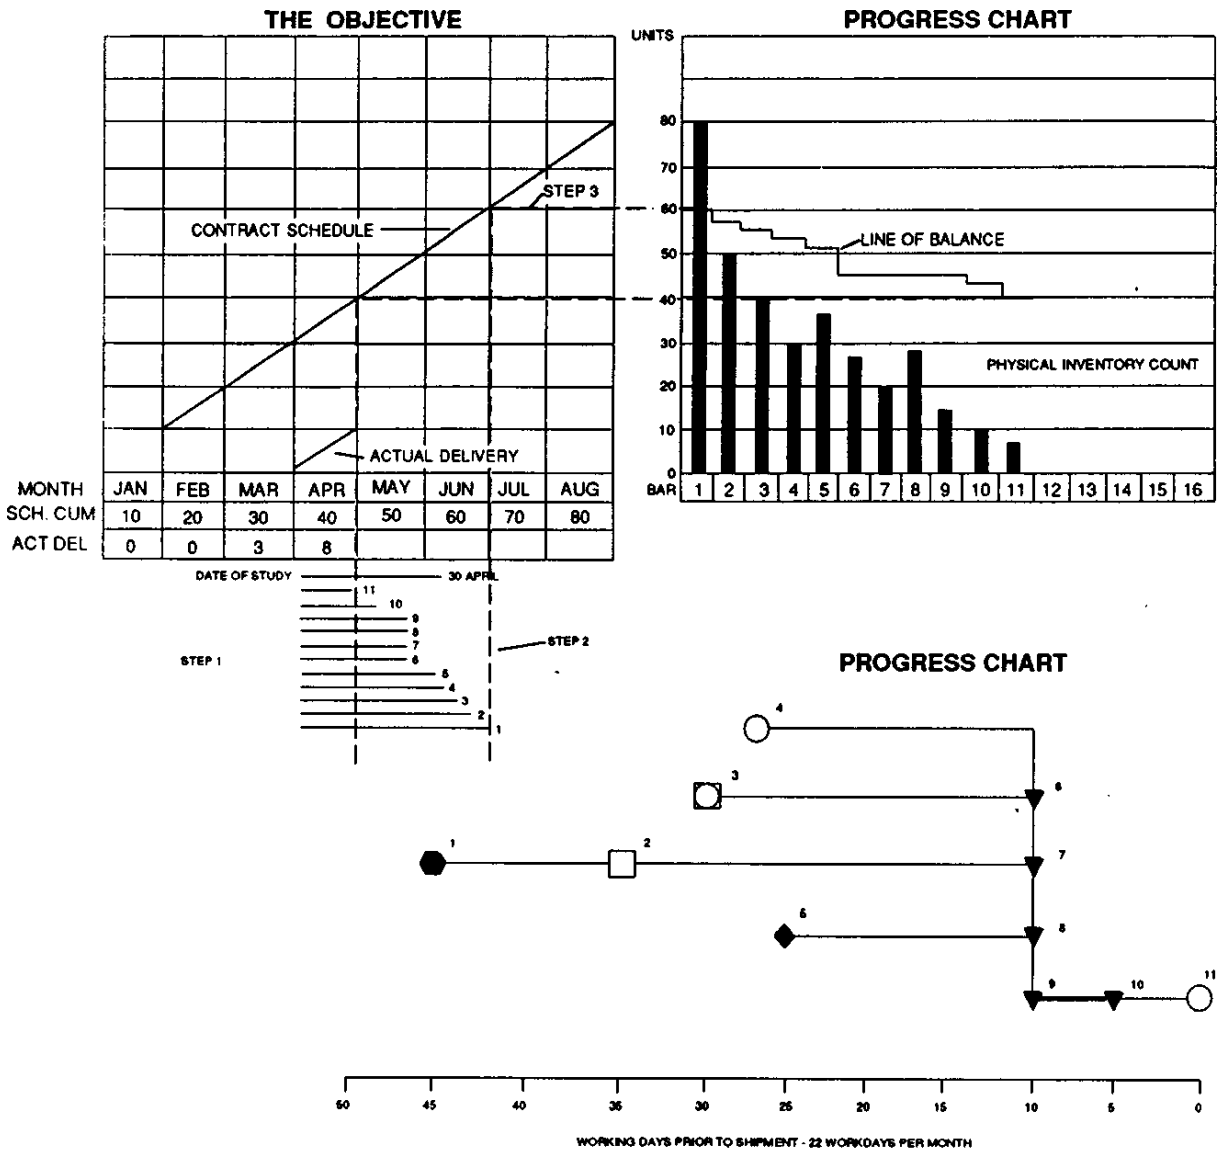 THE OBJECTIVE
CONTRACT SCHEDULE
STEP 3
ACTUAL DELIVERY
MONTH JAN FEB MAR APR MAY JUN JUL AUG
SCH. CUM 10 20 30 40 50 60 70 80
ACT DEL 0 0 3 8
DATE OF STUDY 30 APRIL
11
10
9
8
7
6
5
4
3
2
1
STEP 1
STEP 2
PROGRESS CHART
UNITS
80
70
60
50
40
30
20
10
0
LINE OF BALANCE
PHYSICAL INVENTORY COUNT
BAR 1 2 3 4 5 6 7 8 9 10 11 12 13 14 15 16
PROGRESS CHART
4
3
6
1
2
7
5
8
9
10
11
50 45 40 35 30 25 20 15 10 5 0
WORKING DAYS PRIOR TO SHIPMENT - 22 WORKDAYS PER MONTH